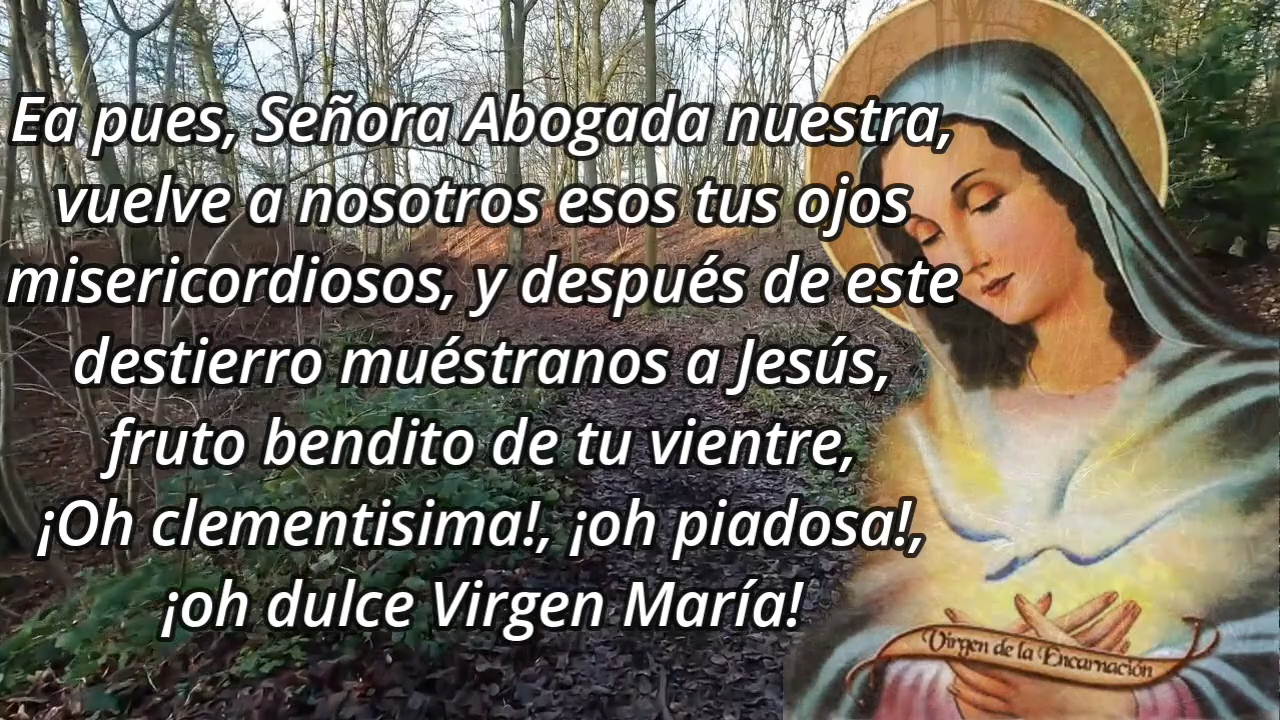 Ea pues, Señora Abogada nuestra,
vuelve a nosotros esos tus ojos
misericordiosos, y después de este
destierro muéstranos a Jesús,
fruto bendito de tu vientre,
¡Oh clementisima!, ¡oh piadosa!,
¡oh dulce Virgen María!
Virgen de la Encarnación